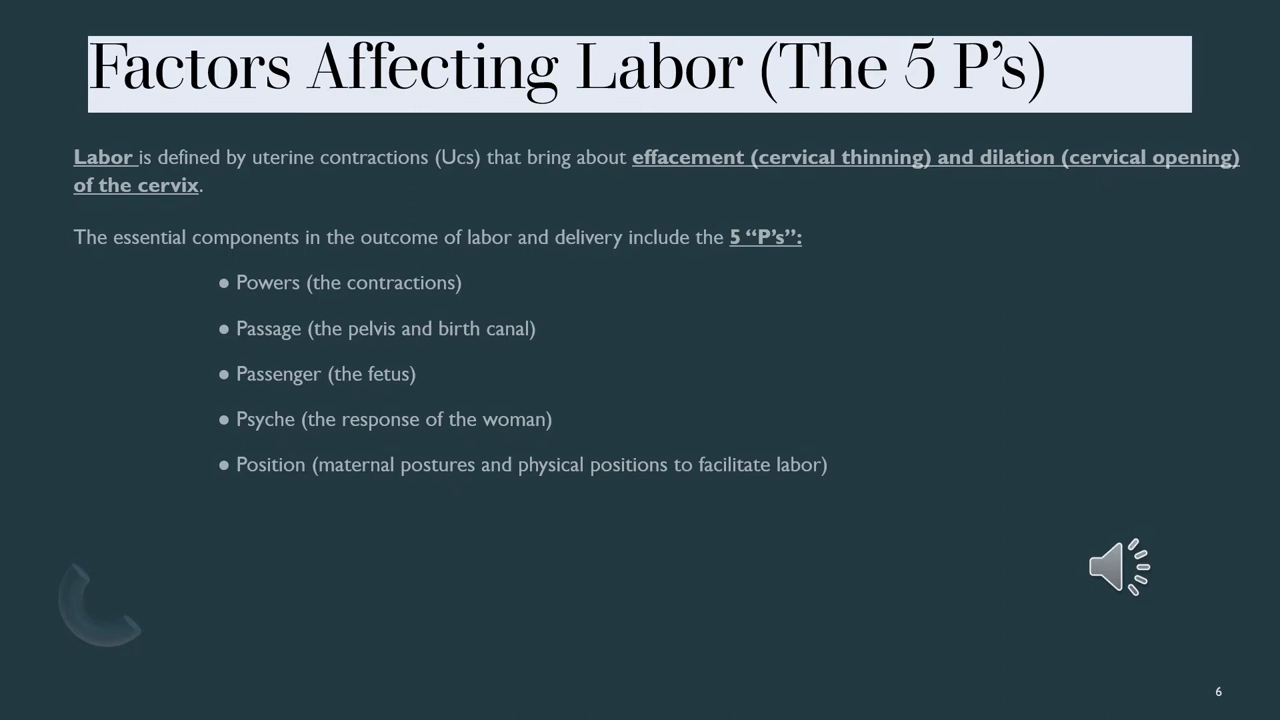 Factors Affecting Labor (The 5 P’s)
Labor is defined by uterine contractions (Ucs) that bring about effacement (cervical thinning) and dilation (cervical opening)
of the cervix.
The essential components in the outcome of labor and delivery include the 5 “P’s”:
● Powers (the contractions)
● Passage (the pelvis and birth canal)
● Passenger (the fetus)
● Psyche (the response of the woman)
● Position (maternal postures and physical positions to facilitate labor)
6